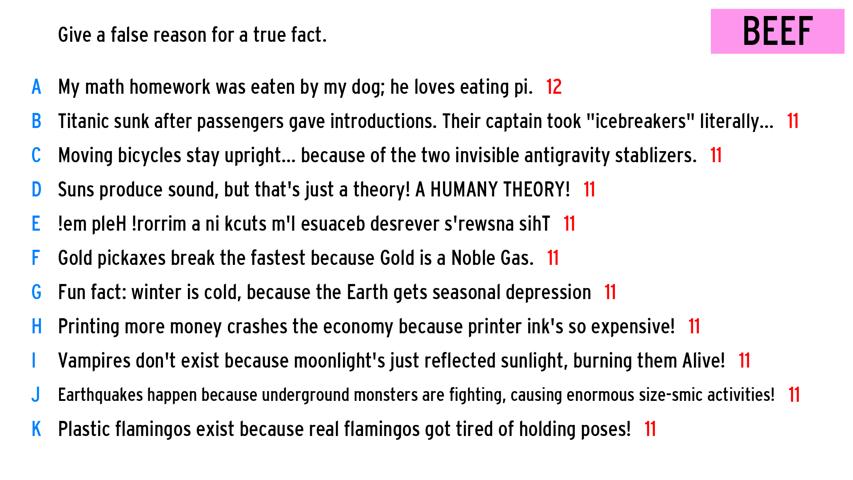 Give a false reason for a true fact.
BEEF
A My math homework was eaten by my dog; he loves eating pi. 12
B Titanic sunk after passengers gave introductions. Their captain took "icebreakers" literally... 11
C Moving bicycles stay upright... because of the two invisible antigravity stablizers. 11
D Suns produce sound, but that's just a theory! A HUMANY THEORY! 11
E !em pleH !rorrim a ni kcuts m'I esuaceb desrever s'rewsna sihT 11
F Gold pickaxes break the fastest because Gold is a Noble Gas. 11
G Fun fact: winter is cold, because the Earth gets seasonal depression 11
H Printing more money crashes the economy because printer ink's so expensive! 11
I Vampires don't exist because moonlight's just reflected sunlight, burning them Alive! 11
J Earthquakes happen because underground monsters are fighting, causing enormous size-smic activities! 11
K Plastic flamingos exist because real flamingos got tired of holding poses! 11